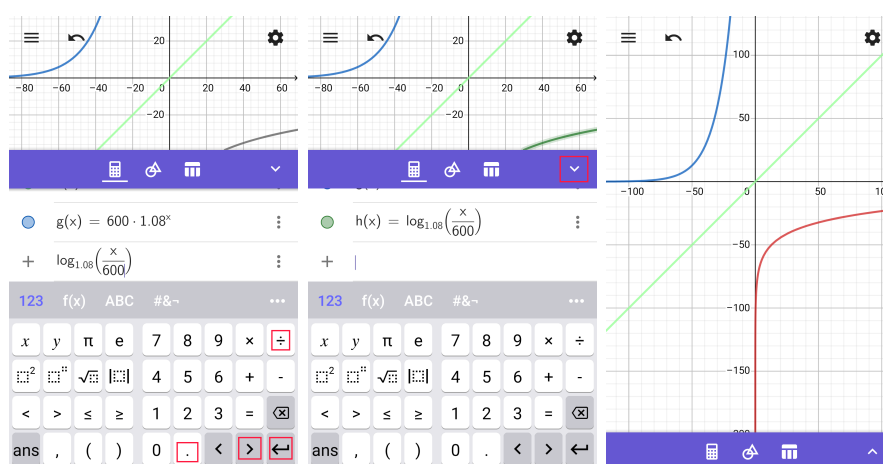 20
−80 −60 −40 −20 0 20 40 60
−20
g(x) = 600 · 1.08ˣ
+ log₁.₀₈(x/600)
123 f(x) ABC #&¬ •••
x y π e 7 8 9 × ÷
▫² ▫▫ √▫ |▫| 4 5 6 + -
< > ≤ ≥ 1 2 3 = ⌫
ans , ( ) 0 . < > ↵
20
−80 −60 −40 −20 0 20 40 60
−20
h(x) = log₁.₀₈(x/600)
+
123 f(x) ABC #&¬ •••
x y π e 7 8 9 × ÷
▫² ▫▫ √▫ |▫| 4 5 6 + -
< > ≤ ≥ 1 2 3 = ⌫
ans , ( ) 0 . < > ↵
100
50
−100 −50 0 50 10
−50
−100
−150
−200